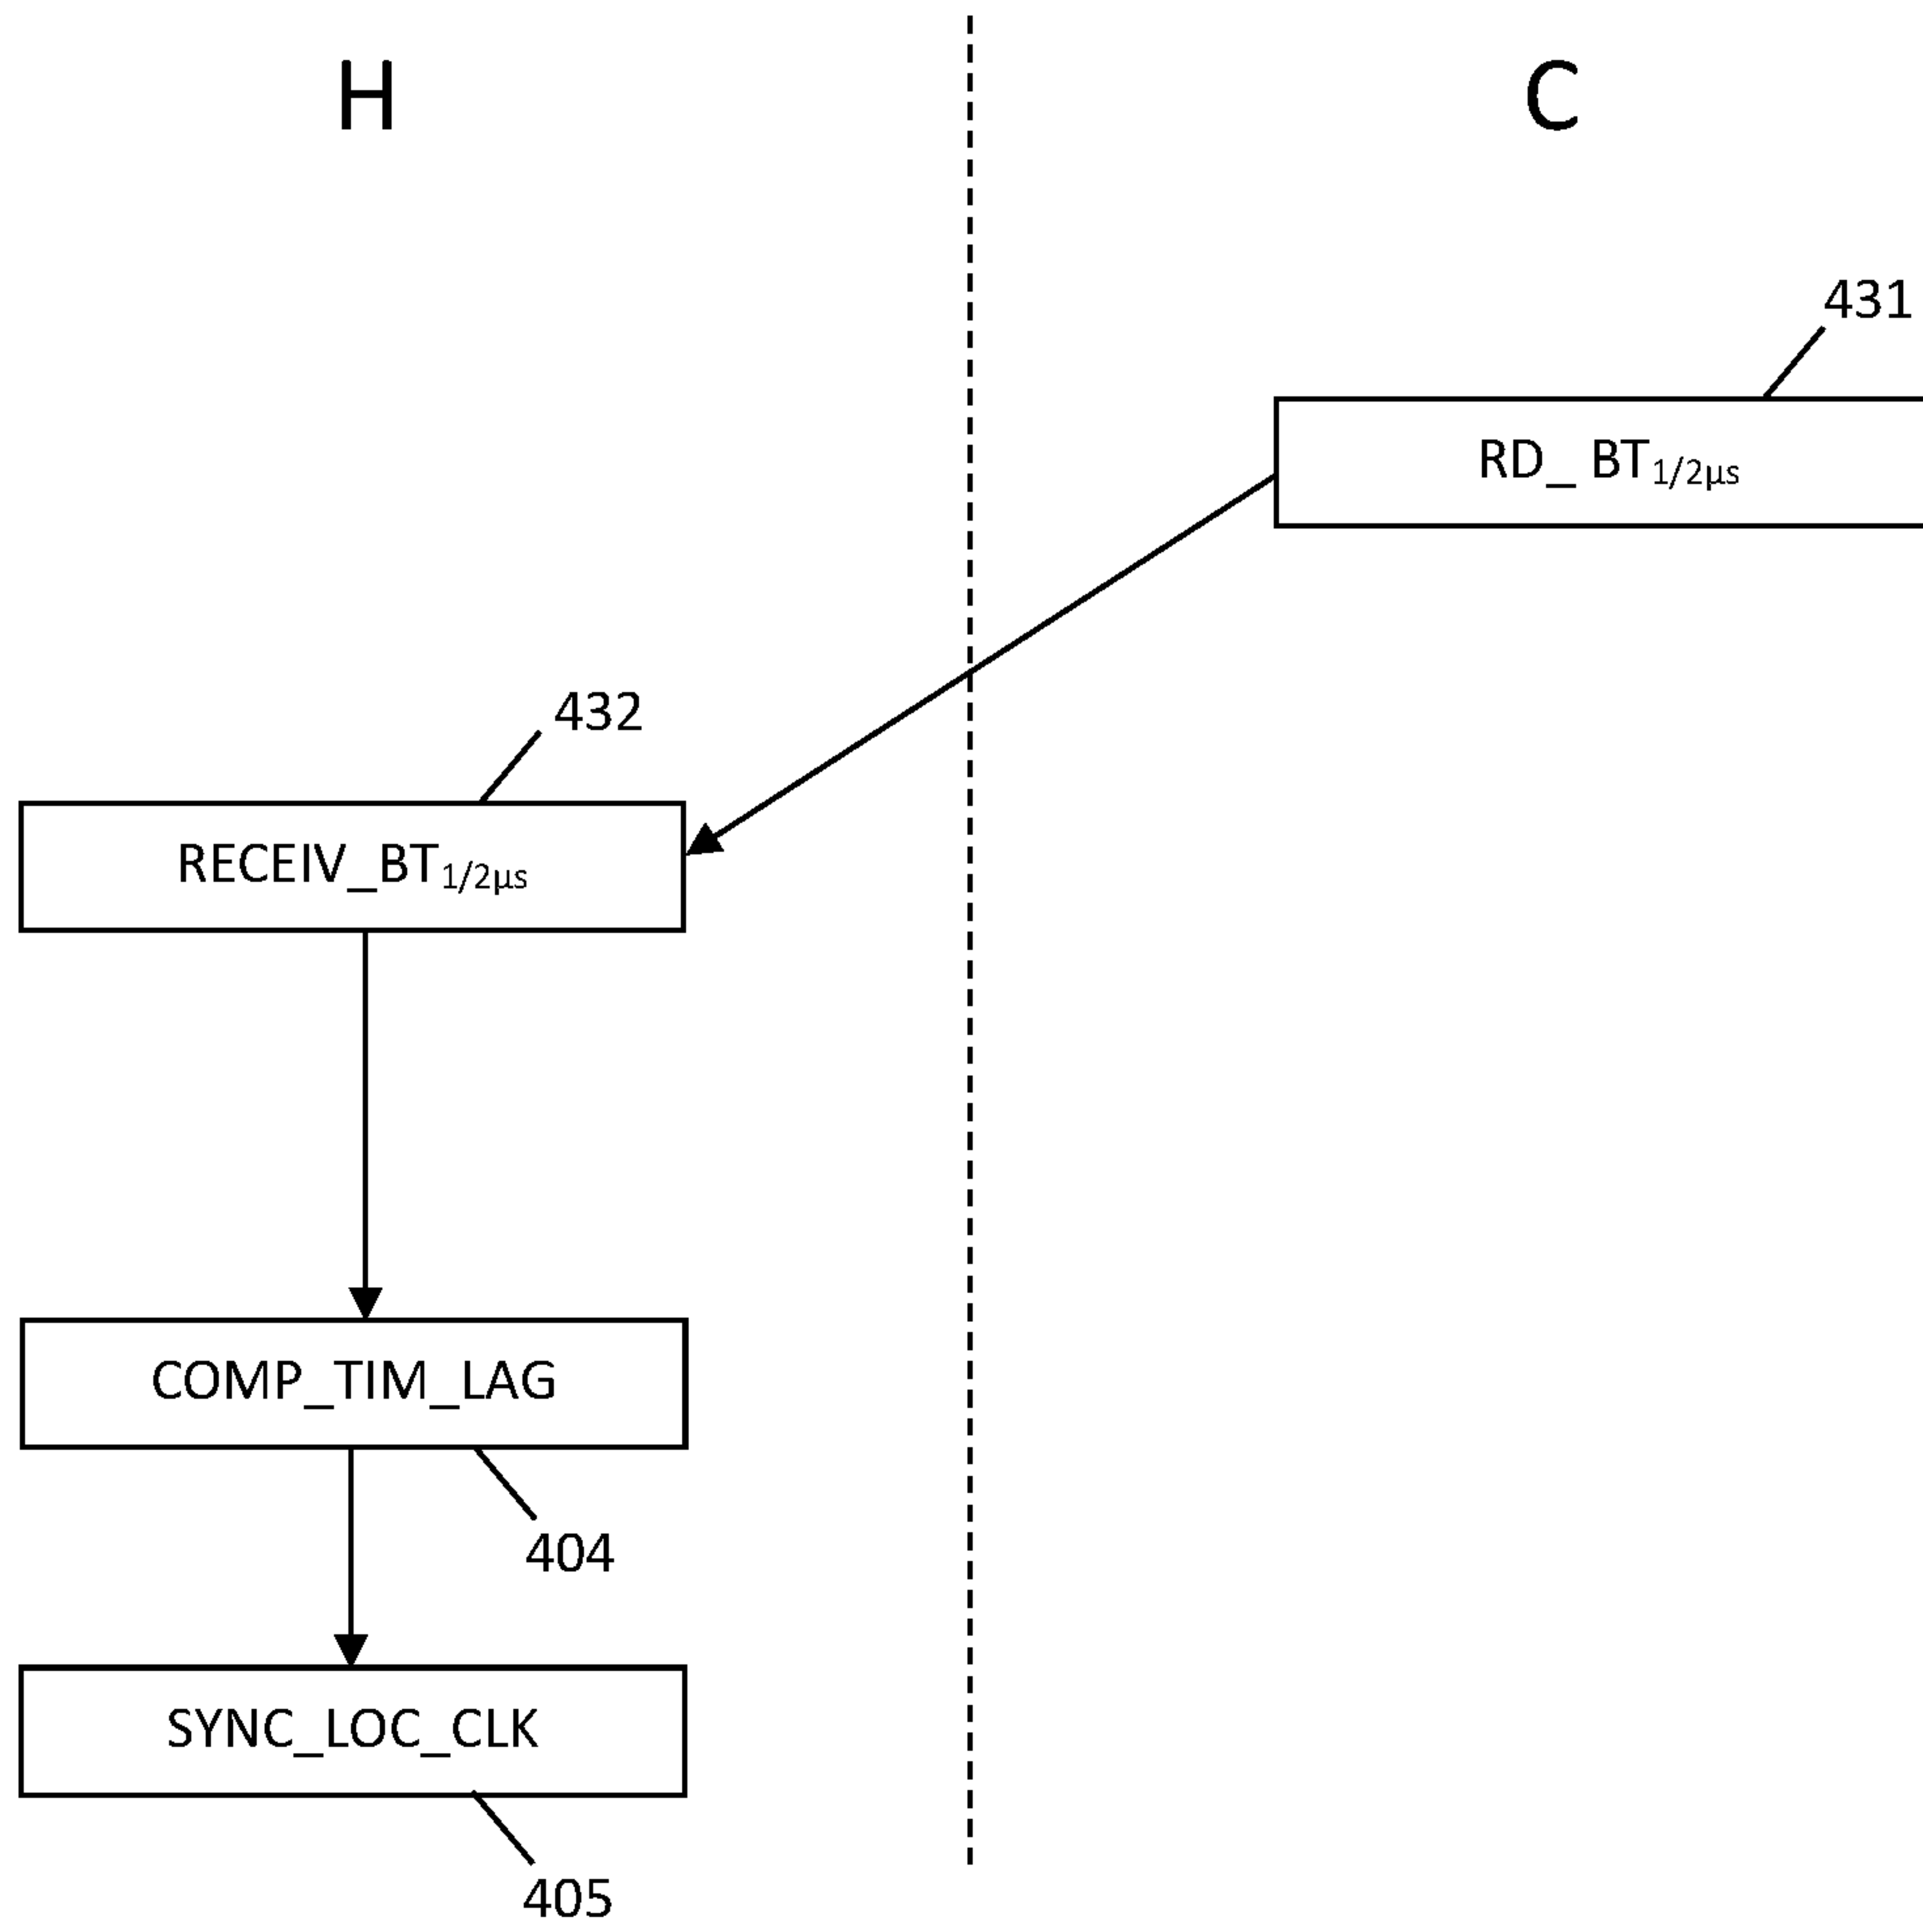 H
C
431
RD_ BT1/2µs
432
RECEIV_BT1/2µs
COMP_TIM_LAG
404
SYNC_LOC_CLK
405